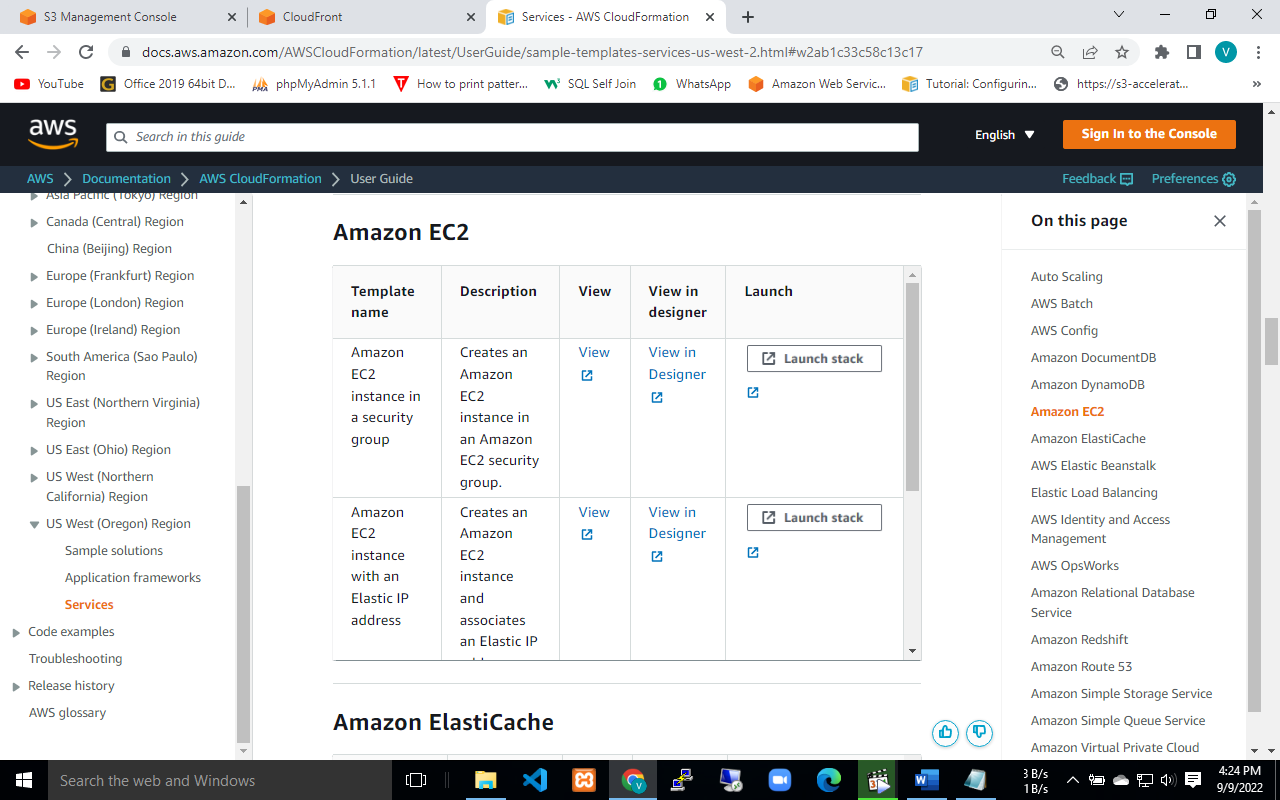 S3 Management Console
CloudFront
Services - AWS CloudFormation
docs.aws.amazon.com/AWSCloudFormation/latest/UserGuide/sample-templates-services-us-west-2.html#w2ab1c33c58c13c17
V
YouTube
G
Office 2019 64bit D...
PMA
phpMyAdmin 5.1.1
How to print patter...
SQL Self Join
1
WhatsApp
Amazon Web Servic...
Tutorial: Configurin...
https://s3-accelerat...
»
aws
Search in this guide
English
Sign In to the Console
AWS
Documentation
AWS CloudFormation
User Guide
Feedback
Preferences
Asia Pacific (Tokyo) Region
Canada (Central) Region
China (Beijing) Region
Europe (Frankfurt) Region
Europe (London) Region
Europe (Ireland) Region
South America (Sao Paulo)
Region
US East (Northern Virginia)
Region
US East (Ohio) Region
US West (Northern
California) Region
US West (Oregon) Region
Sample solutions
Application frameworks
Services
Code examples
Troubleshooting
Release history
AWS glossary
Amazon EC2
Template
name
Description
View
View in
designer
Launch
Amazon
EC2
instance in
a security
group
Creates an
Amazon
EC2
instance in
an Amazon
EC2 security
group.
View
View in
Designer
Launch stack
Amazon
EC2
instance
with an
Elastic IP
address
Creates an
Amazon
EC2
instance
and
associates
an Elastic IP
View
View in
Designer
Launch stack
Amazon ElastiCache
On this page
Auto Scaling
AWS Batch
AWS Config
Amazon DocumentDB
Amazon DynamoDB
Amazon EC2
Amazon ElastiCache
AWS Elastic Beanstalk
Elastic Load Balancing
AWS Identity and Access
Management
AWS OpsWorks
Amazon Relational Database
Service
Amazon Redshift
Amazon Route 53
Amazon Simple Storage Service
Amazon Simple Queue Service
Amazon Virtual Private Cloud
Search the web and Windows
3 B/s
1 B/s
4:24 PM
9/9/2022